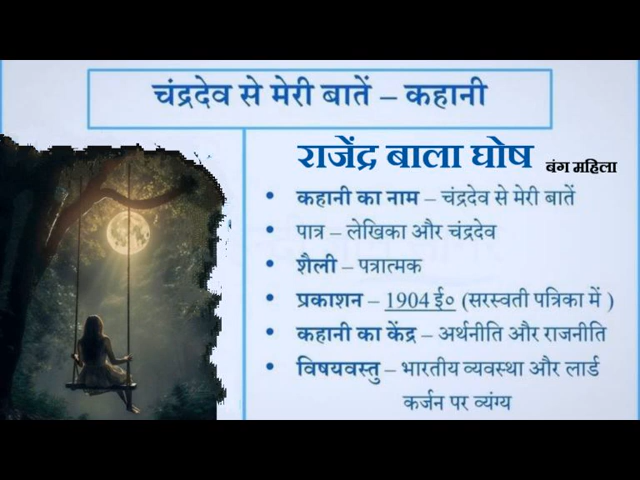 चंद्रदेव से मेरी बातें – कहानी
राजेंद्र बाला घोष बंग महिला
• कहानी का नाम – चंद्रदेव से मेरी बातें
• पात्र – लेखिका और चंद्रदेव
• शैली – पत्रात्मक
• प्रकाशन – 1904 ई० (सरस्वती पत्रिका में )
• कहानी का केंद्र – अर्थनीति और राजनीति
• विषयवस्तु – भारतीय व्यवस्था और लार्ड
कर्जन पर व्यंग्य